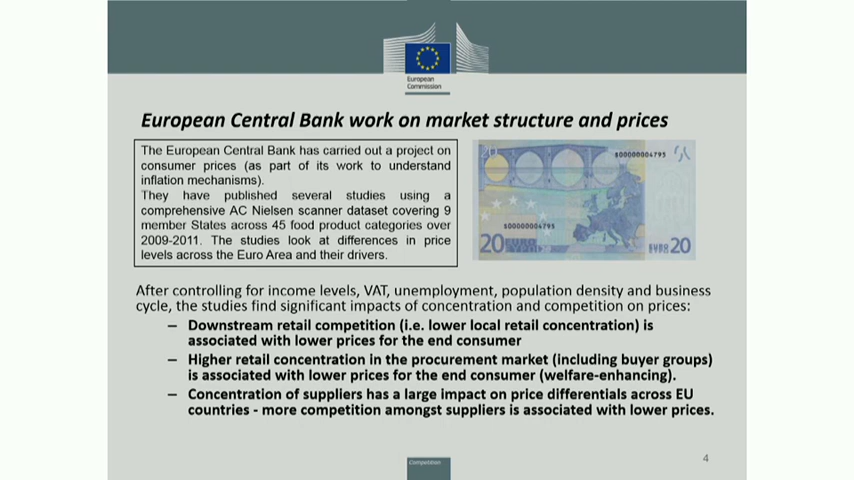 European
Commission
European Central Bank work on market structure and prices
The European Central Bank has carried out a project on
consumer prices (as part of its work to understand
inflation mechanisms).
They have published several studies using a
comprehensive AC Nielsen scanner dataset covering 9
member States across 45 food product categories over
2009-2011. The studies look at differences in price
levels across the Euro Area and their drivers.
20
S00000004795
S00000004795
20 EURO
ΕΥΡΩ
EURO 20
After controlling for income levels, VAT, unemployment, population density and business
cycle, the studies find significant impacts of concentration and competition on prices:
– Downstream retail competition (i.e. lower local retail concentration) is
associated with lower prices for the end consumer
– Higher retail concentration in the procurement market (including buyer groups)
is associated with lower prices for the end consumer (welfare-enhancing).
– Concentration of suppliers has a large impact on price differentials across EU
countries - more competition amongst suppliers is associated with lower prices.
4
Competition